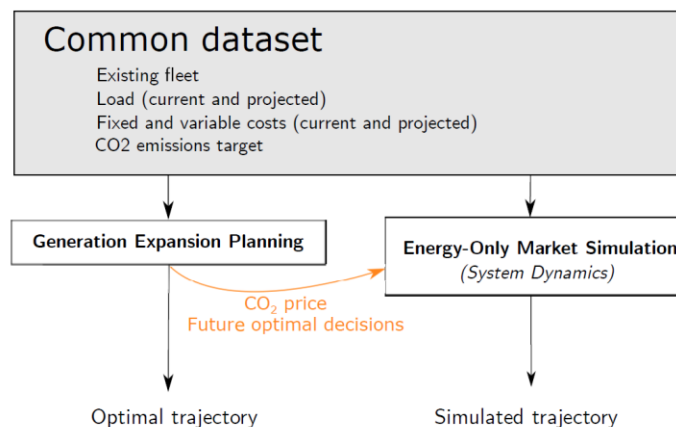 Common dataset
Existing fleet
Load (current and projected)
Fixed and variable costs (current and projected)
CO2 emissions target
Generation Expansion Planning
Energy-Only Market Simulation
(System Dynamics)
CO₂ price
Future optimal decisions
Optimal trajectory
Simulated trajectory